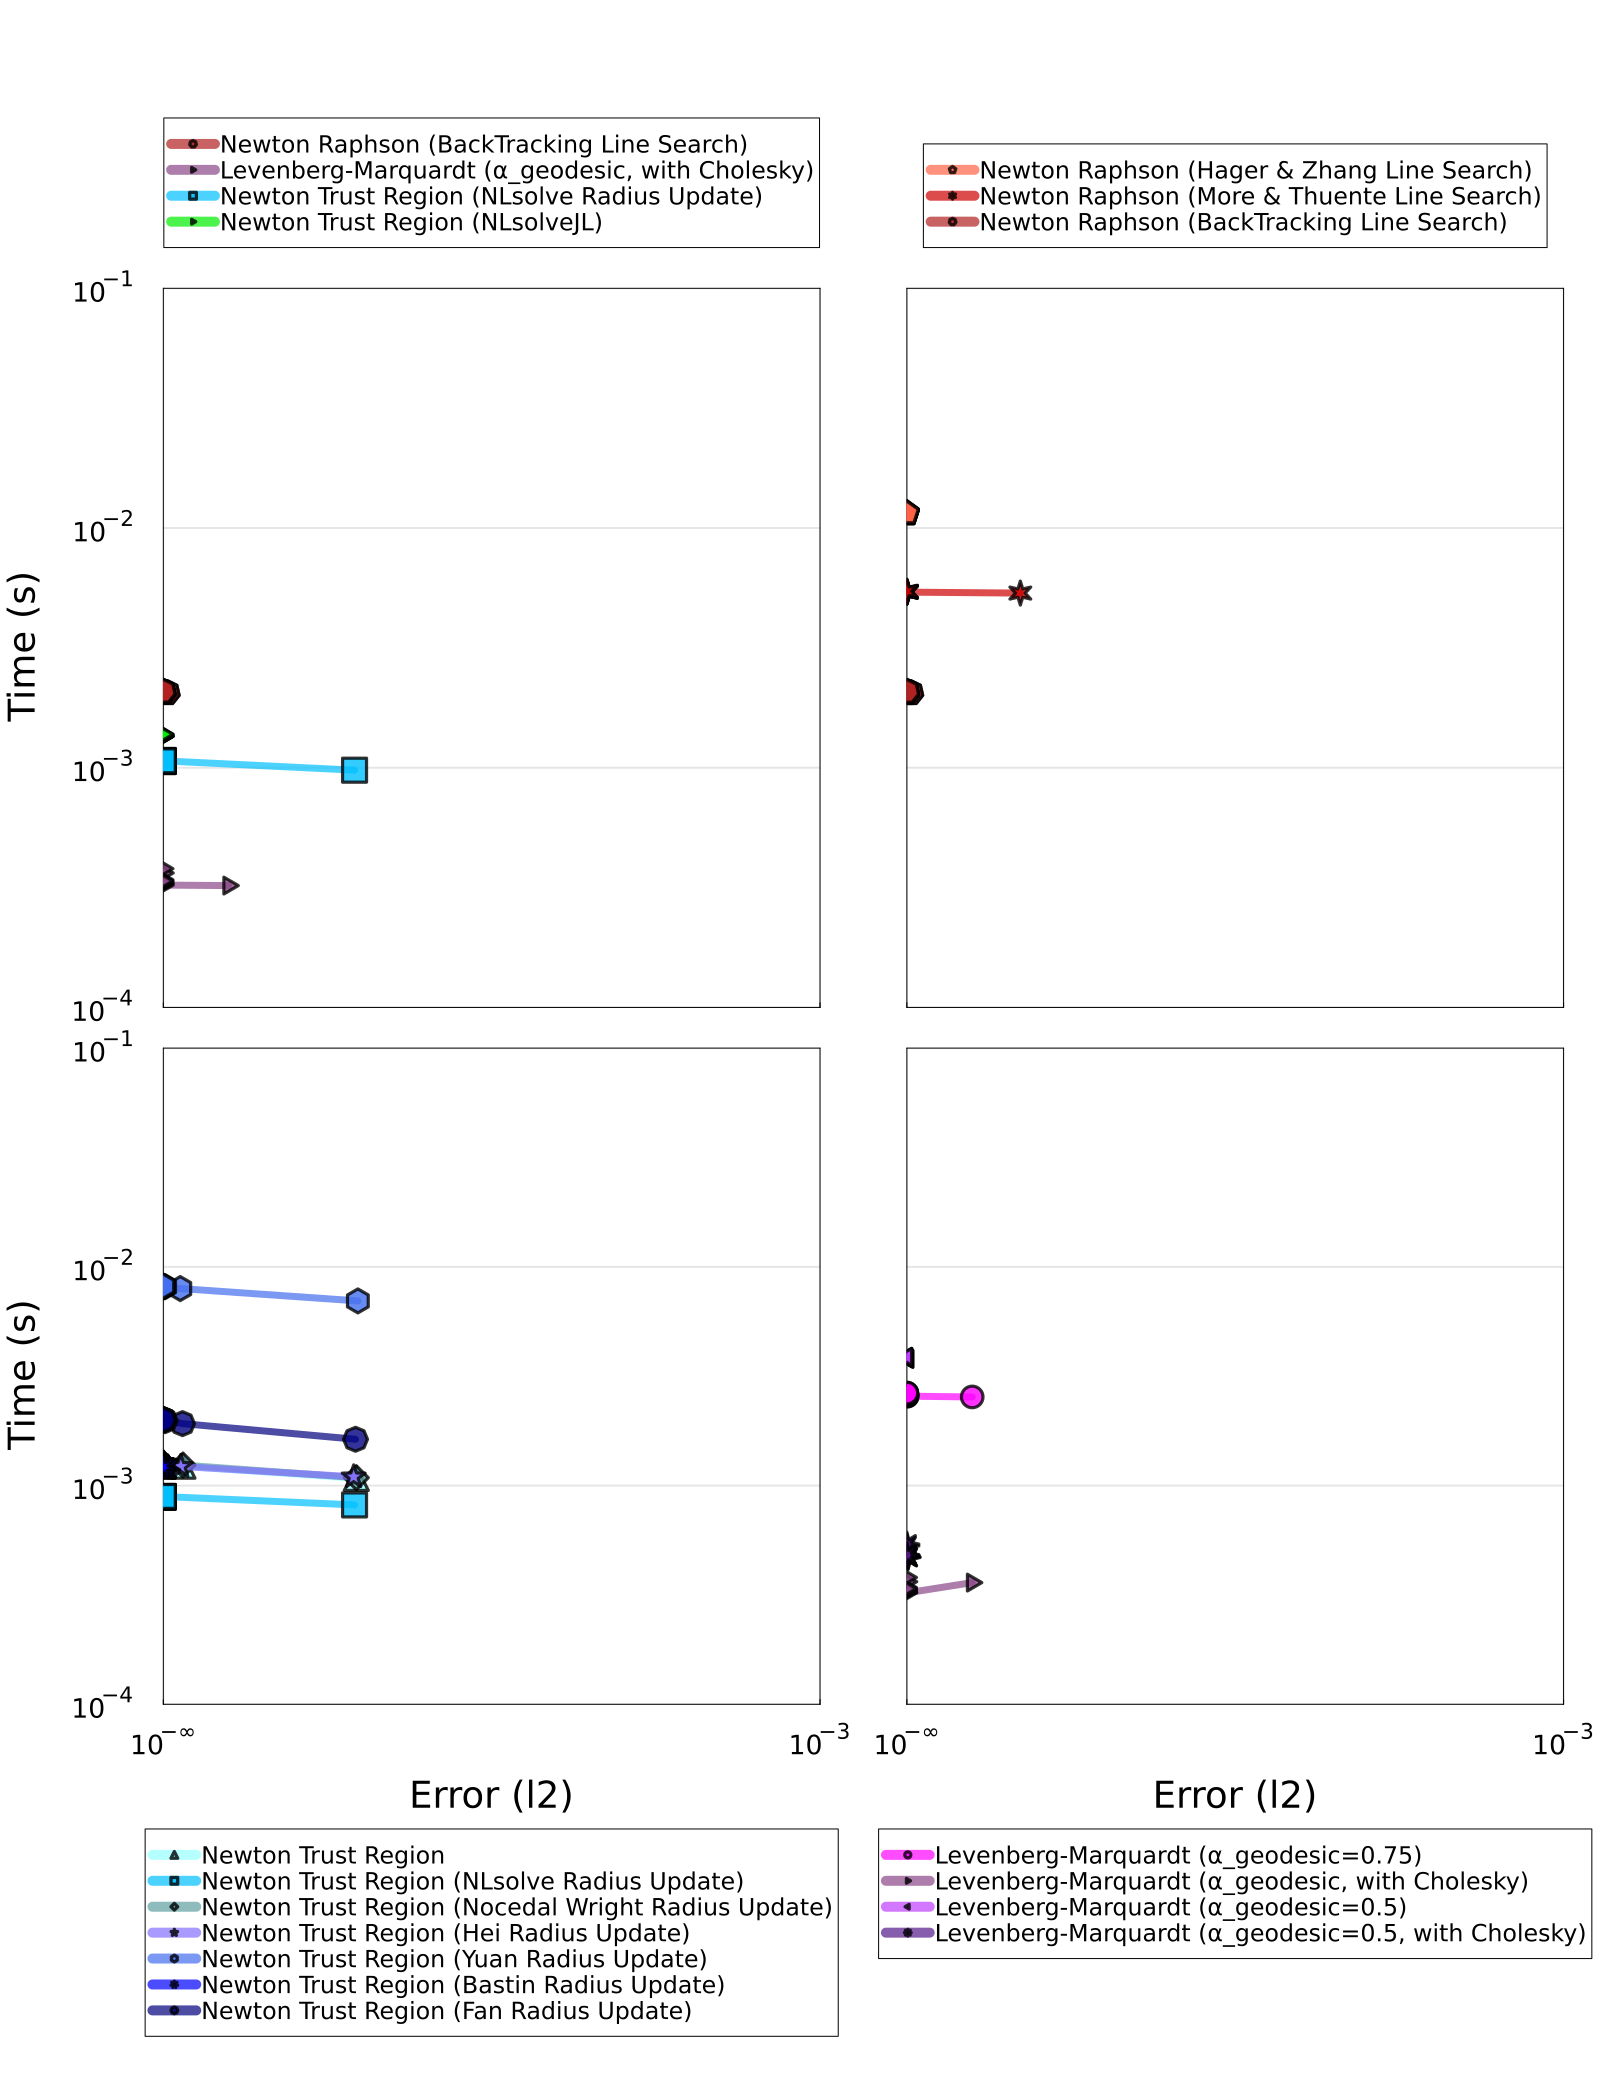 Newton Raphson (BackTracking Line Search)
Levenberg-Marquardt (α_geodesic, with Cholesky)
Newton Trust Region (NLsolve Radius Update)
Newton Trust Region (NLsolveJL)
Newton Raphson (Hager & Zhang Line Search)
Newton Raphson (More & Thuente Line Search)
Newton Raphson (BackTracking Line Search)
10⁻¹
10⁻²
10⁻³
10⁻⁴
Time (s)
10⁻¹
10⁻²
10⁻³
10⁻⁴
Time (s)
10^−∞
10⁻³
10^−∞
10⁻³
Error (l2)
Error (l2)
Newton Trust Region
Newton Trust Region (NLsolve Radius Update)
Newton Trust Region (Nocedal Wright Radius Update)
Newton Trust Region (Hei Radius Update)
Newton Trust Region (Yuan Radius Update)
Newton Trust Region (Bastin Radius Update)
Newton Trust Region (Fan Radius Update)
Levenberg-Marquardt (α_geodesic=0.75)
Levenberg-Marquardt (α_geodesic, with Cholesky)
Levenberg-Marquardt (α_geodesic=0.5)
Levenberg-Marquardt (α_geodesic=0.5, with Cholesky)